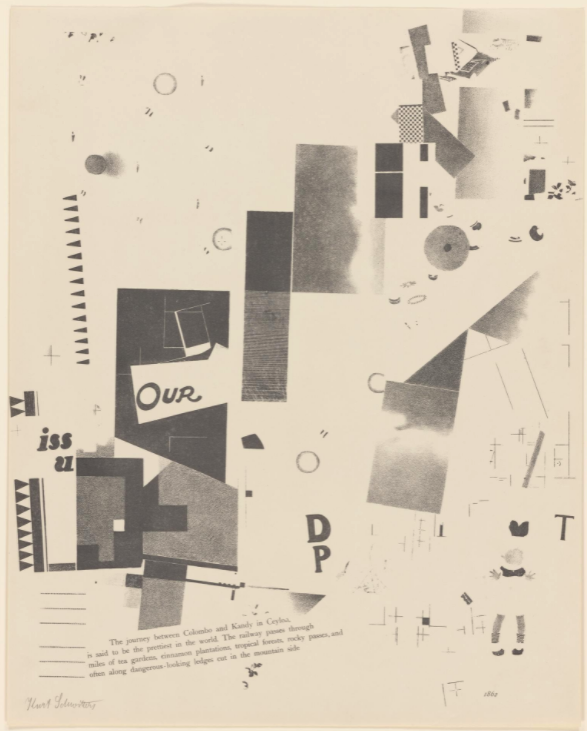 OUR
iss
u
D
P
T
The journey between Colombo and Kandy in Ceylon,
is said to be the prettiest in the world. The railway passes through
miles of tea gardens, cinnamon plantations, tropical forests, rocky passes, and
often along dangerous-looking ledges cut in the mountain side
Kurt Schwitters